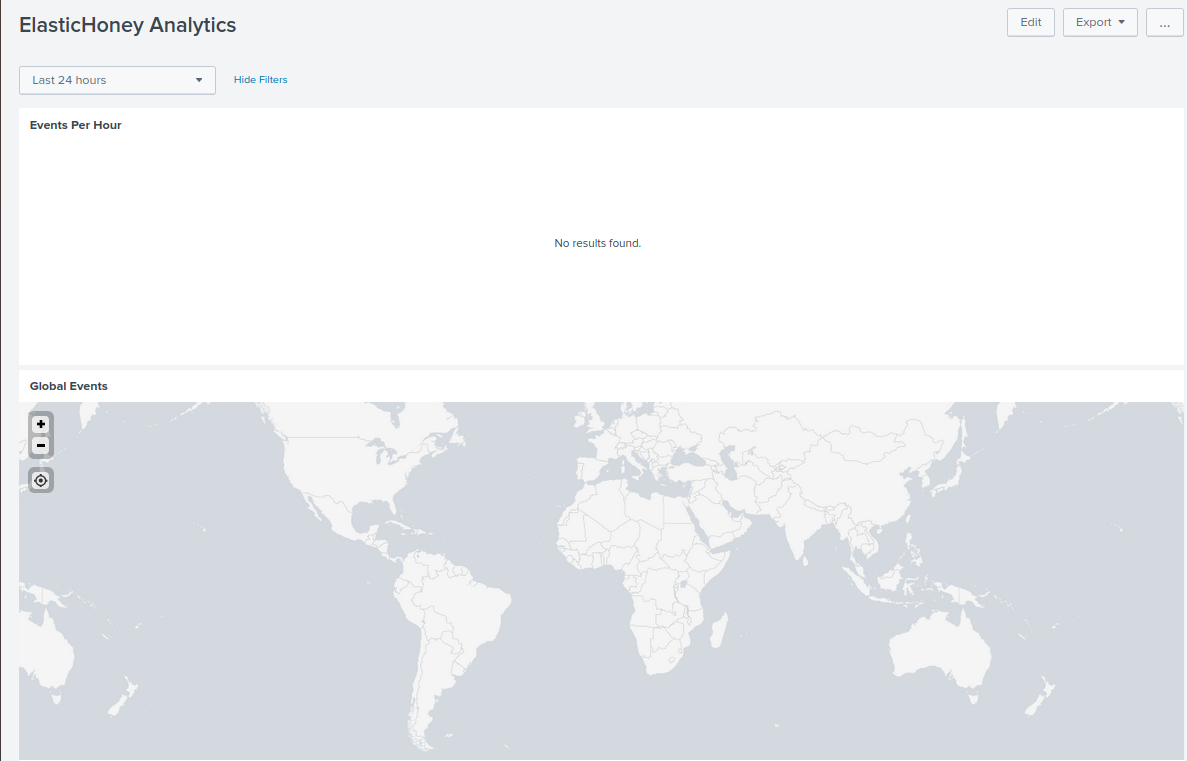 ElasticHoney Analytics
Edit
Export
...
Last 24 hours
Hide Filters
Events Per Hour
No results found.
Global Events
+
−